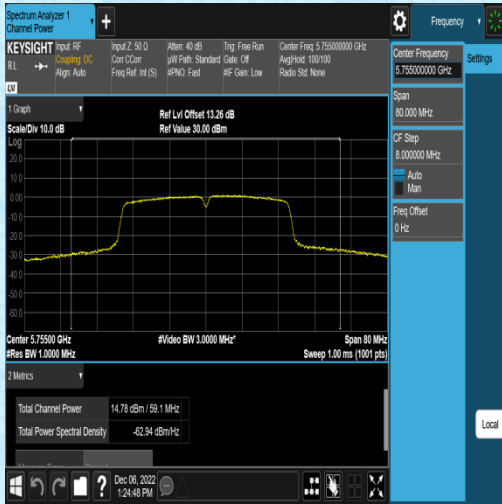 Spectrum Analyzer 1
Channel Power
+
Frequency
KEYSIGHT
Input: RF
Input Z: 50 Ω
Atten: 40 dB
Trig: Free Run
Center Freq: 5.755000000 GHz
RL
Coupling: DC
Corr CCorr
µW Path: Standard
Gate: Off
Avg|Hold: 100/100
Align: Auto
Freq Ref: Int (S)
#PNO: Fast
#IF Gain: Low
Radio Std: None
1 Graph
Ref Lvl Offset 13.26 dB
Scale/Div 10.0 dB
Ref Value 30.00 dBm
Log
20.0
10.0
0.00
-10.0
-20.0
-30.0
-40.0
-50.0
-60.0
Center 5.75500 GHz
#Video BW 3.0000 MHz*
Span 80 MHz
#Res BW 1.0000 MHz
Sweep 1.00 ms (1001 pts)
2 Metrics
Total Channel Power
14.78 dBm / 59.1 MHz
Total Power Spectral Density
-62.94 dBm/Hz
Dec 06, 2022
1:24:48 PM
?
Center Frequency
5.755000000 GHz
Settings
Span
80.000 MHz
CF Step
8.000000 MHz
Auto
Man
Freq Offset
0 Hz
Local